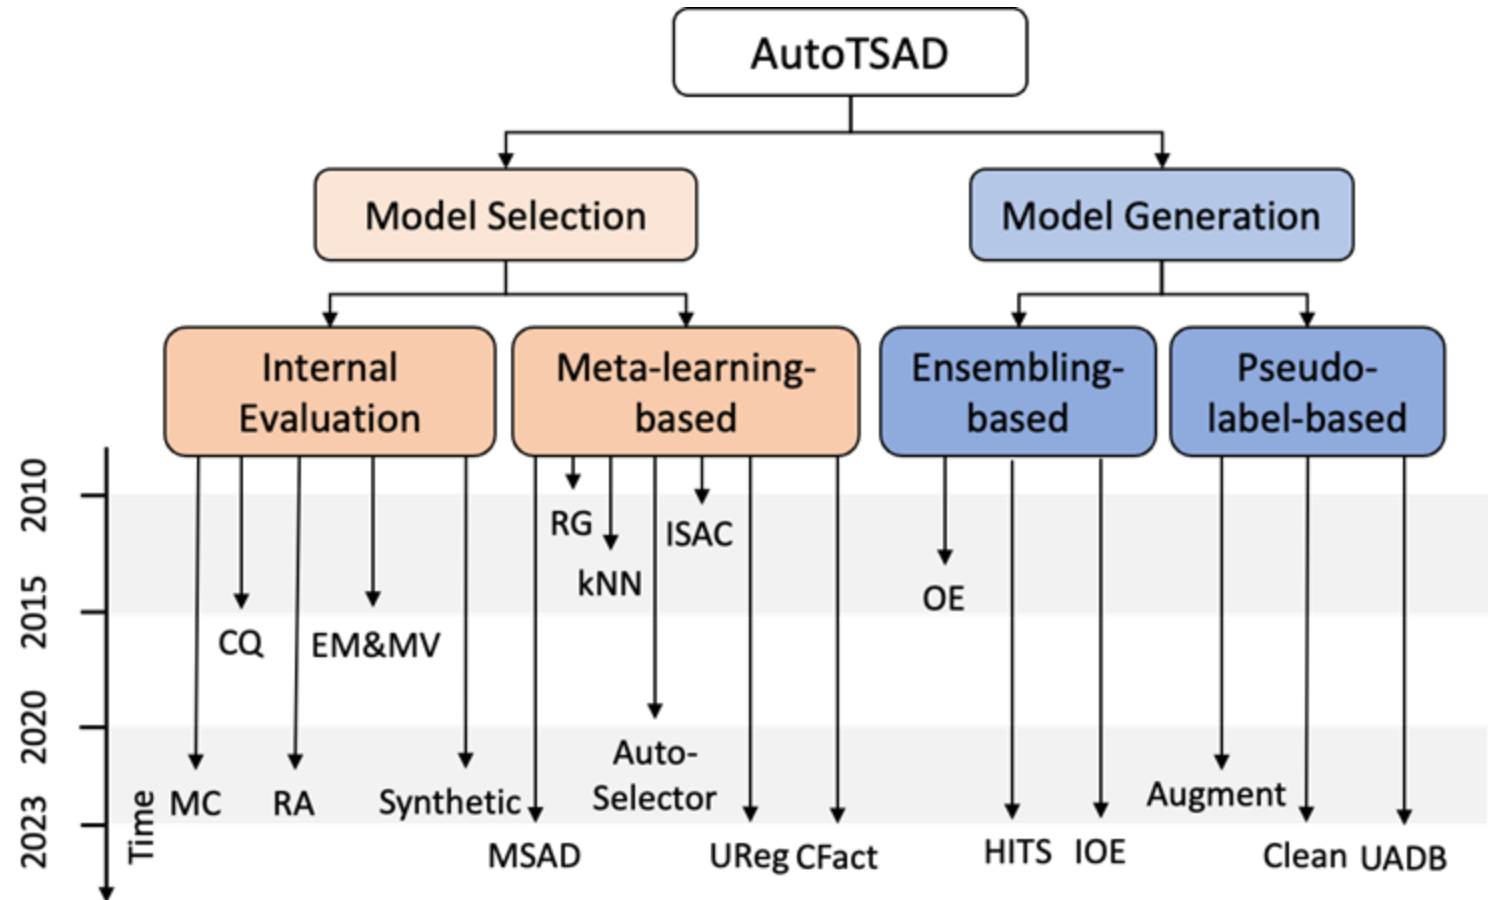 AutoTSAD
Model Selection
Model Generation
Internal
Evaluation
Meta-learning-
based
Ensembling-
based
Pseudo-
label-based
2010
2015
2020
2023
Time
RG
ISAC
kNN
OE
CQ
EM&MV
Auto-
Selector
MC
RA
Synthetic
Augment
MSAD
UReg
CFact
HITS
IOE
Clean
UADB